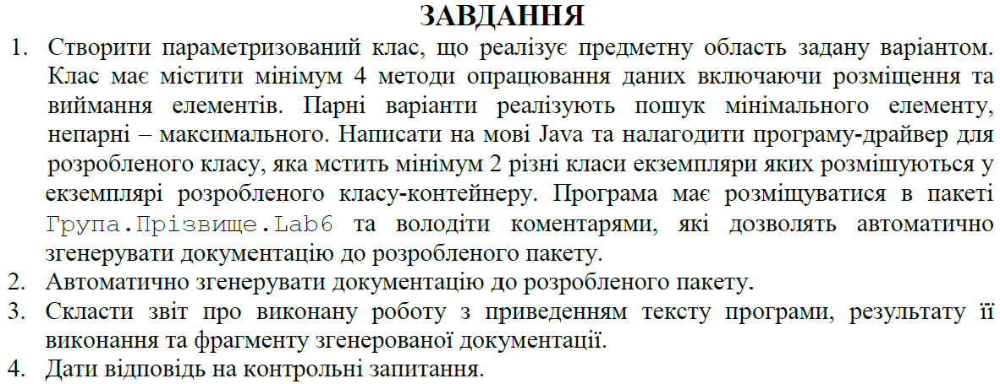 ЗАВДАННЯ
1. Створити параметризований клас, що реалізує предметну область задану варіантом.
Клас має містити мінімум 4 методи опрацювання даних включаючи розміщення та
виймання елементів. Парні варіанти реалізують пошук мінімального елементу,
непарні – максимального. Написати на мові Java та налагодити програму-драйвер для
розробленого класу, яка мстить мінімум 2 різні класи екземпляри яких розмішуються у
екземплярі розробленого класу-контейнеру. Програма має розміщуватися в пакеті
Група.Прізвище.Lab6 та володіти коментарями, які дозволять автоматично
згенерувати документацію до розробленого пакету.
2. Автоматично згенерувати документацію до розробленого пакету.
3. Скласти звіт про виконану роботу з приведенням тексту програми, результату її
виконання та фрагменту згенерованої документації.
4. Дати відповідь на контрольні запитання.